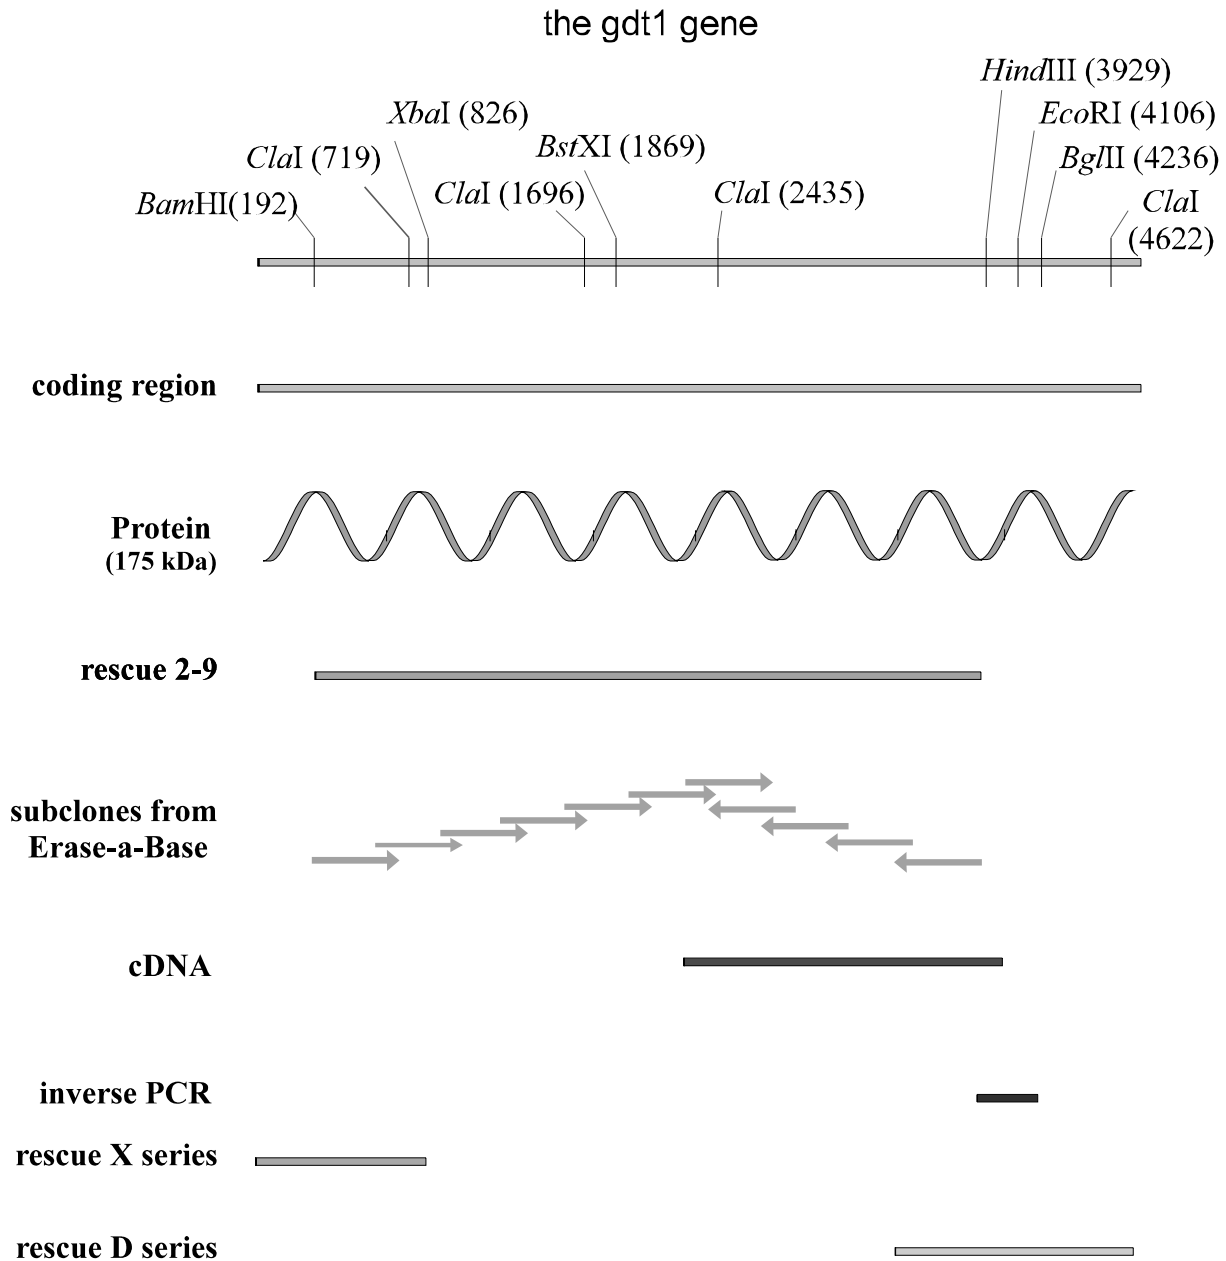 the gdt1 gene
HindIII (3929)
XbaI (826)
EcoRI (4106)
BstXI (1869)
ClaI (719)
BglII (4236)
BamHI(192)
ClaI (1696)
ClaI (2435)
ClaI
(4622)
coding region
Protein
(175 kDa)
rescue 2-9
subclones from
Erase-a-Base
cDNA
inverse PCR
rescue X series
rescue D series